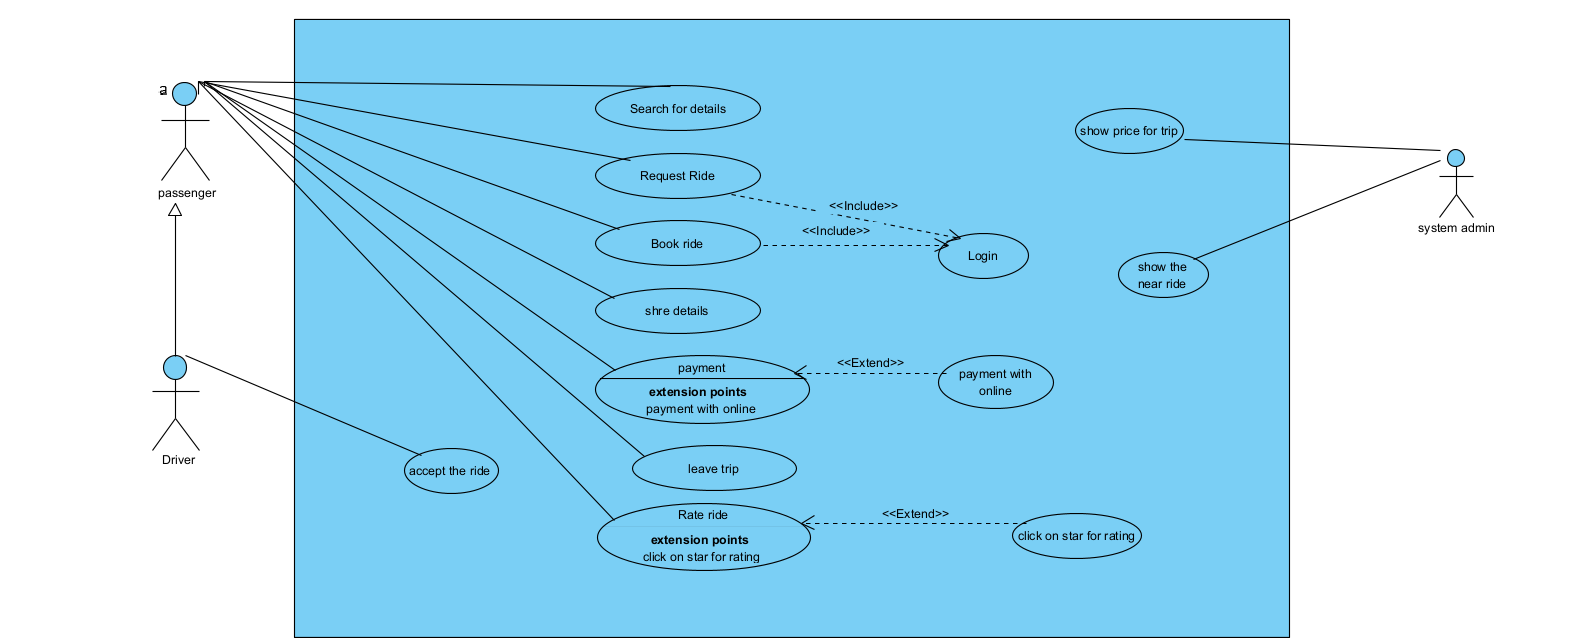 a
passenger
Driver
Search for details
Request Ride
<<Include>>
Book ride
<<Include>>
Login
shre details
payment
extension points
payment with online
<<Extend>>
payment with
online
accept the ride
leave trip
Rate ride
extension points
click on star for rating
<<Extend>>
click on star for rating
show price for trip
show the
near ride
system admin